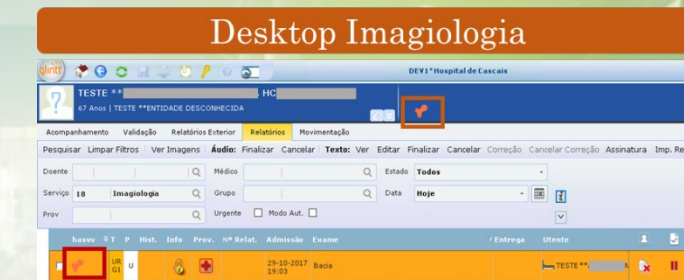 Desktop Imagiologia
glintt
DEV1*Hospital de Cascais
TESTE ** , HC
67 Anos | TESTE **ENTIDADE DESCONHECIDA
Acompanhamento Validação Relatórios Exterior Relatórios Movimentação
Pesquisar Limpar Filtros Ver Imagens Áudio: Finalizar Cancelar Texto: Ver Editar Finalizar Cancelar Correção Cancelar Correção Assinatura Imp. Re
Doente Médico Estado Todos
Serviço 18 Imagiologia Grupo Data Hoje
Prov Urgente Modo Aut.
hasvw T P Hist. Info Prov. Nº Relat. Admissão Exame / Entrega Utente
UR G1 U 29-10-2017 19:03 Bacia TESTE **